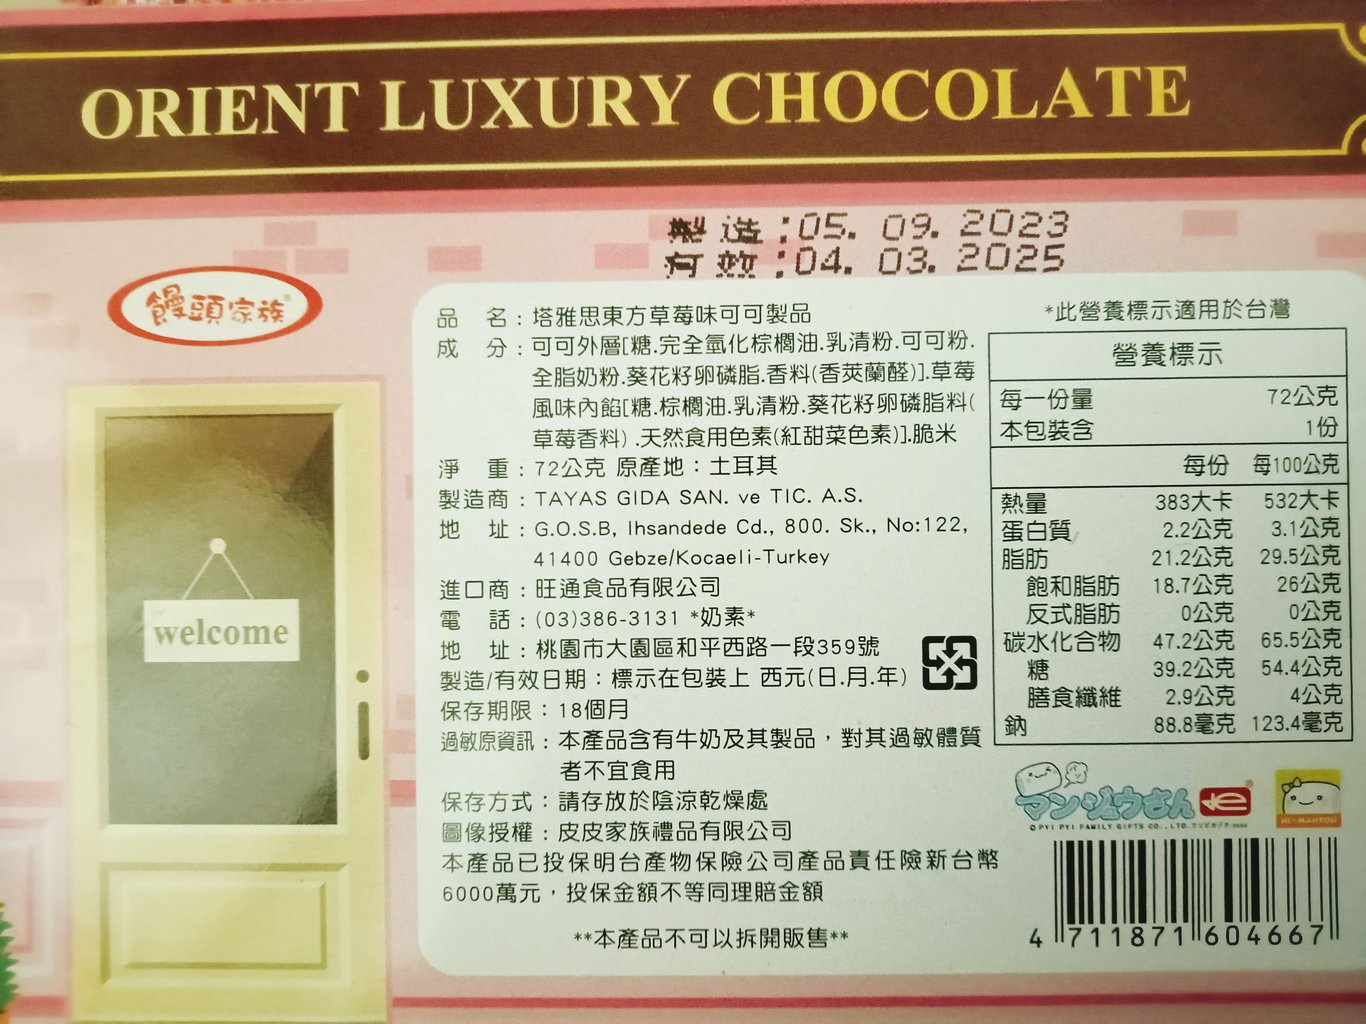 ORIENT LUXURY CHOCOLATE
製造:05. 09. 2023
有效:04. 03. 2025
饅頭家族
welcome
品　名：塔雅思東方草莓味可可製品
成　分：可可外層[糖.完全氫化棕櫚油.乳清粉.可可粉.
全脂奶粉.葵花籽卵磷脂.香料(香莢蘭醛)].草莓
風味內餡[糖.棕櫚油.乳清粉.葵花籽卵磷脂料(
草莓香料) .天然食用色素(紅甜菜色素)].脆米
淨　重：72公克 原產地：土耳其
製造商：TAYAS GIDA SAN. ve TIC. A.S.
地　址：G.O.S.B, Ihsandede Cd., 800. Sk., No:122,
41400 Gebze/Kocaeli-Turkey
進口商：旺通食品有限公司
電　話：(03)386-3131 *奶素*
地　址：桃園市大園區和平西路一段359號
製造/有效日期：標示在包裝上 西元(日.月.年)
保存期限：18個月
過敏原資訊：本產品含有牛奶及其製品，對其過敏體質
者不宜食用
保存方式：請存放於陰涼乾燥處
圖像授權：皮皮家族禮品有限公司
本產品已投保明台產物保險公司產品責任險新台幣
6000萬元，投保金額不等同理賠金額
**本產品不可以拆開販售**
*此營養標示適用於台灣
營養標示
每一份量 72公克
本包裝含 1份
每份 每100公克
熱量 383大卡 532大卡
蛋白質 2.2公克 3.1公克
脂肪 21.2公克 29.5公克
飽和脂肪 18.7公克 26公克
反式脂肪 0公克 0公克
碳水化合物 47.2公克 65.5公克
糖 39.2公克 54.4公克
膳食纖維 2.9公克 4公克
鈉 88.8毫克 123.4毫克
マンジュウさん
©PYI PYI FAMILY GIFTS CO., LTD.
HI-MANTOU
4 711871 604667